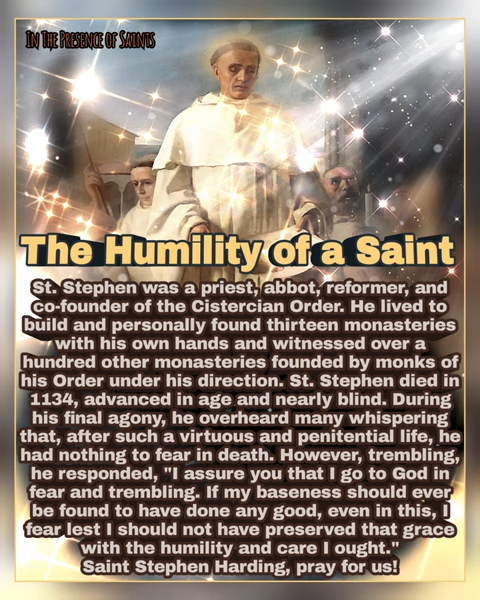 In The Presence of Saints
The Humility of a Saint
St. Stephen was a priest, abbot, reformer, and
co-founder of the Cistercian Order. He lived to
build and personally found thirteen monasteries
with his own hands and witnessed over a
hundred other monasteries founded by monks of
his Order under his direction. St. Stephen died in
1134, advanced in age and nearly blind. During
his final agony, he overheard many whispering
that, after such a virtuous and penitential life, he
had nothing to fear in death. However, trembling,
he responded, "I assure you that I go to God in
fear and trembling. If my baseness should ever
be found to have done any good, even in this, I
fear lest I should not have preserved that grace
with the humility and care I ought."
Saint Stephen Harding, pray for us!